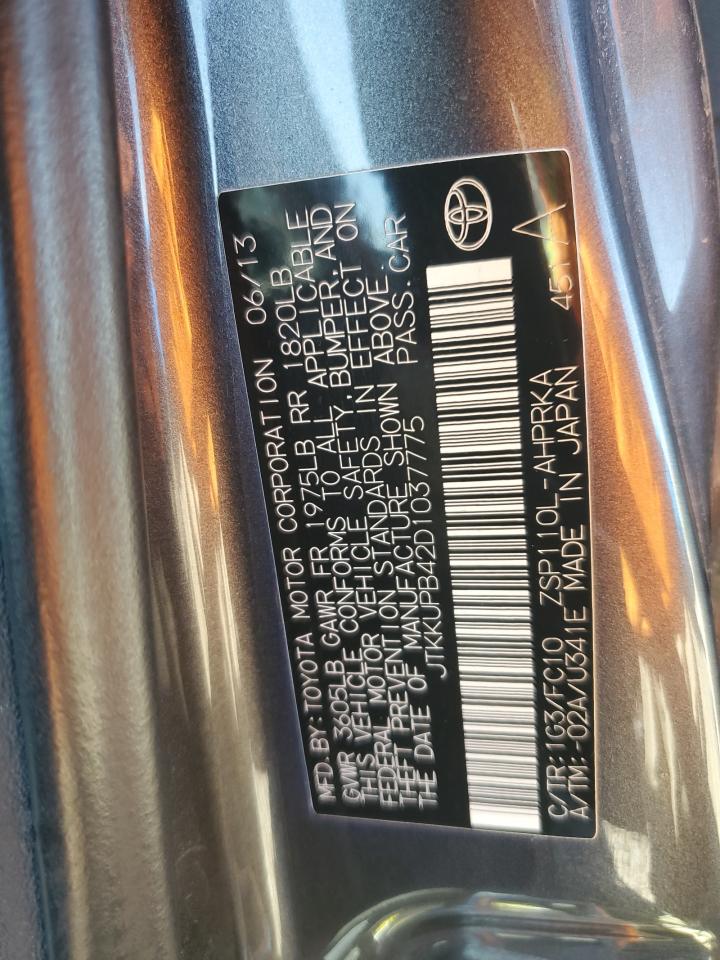 MFD. BY: TOYOTA MOTOR CORPORATION 06/13
GVWR 3605LB GAWR FR 1975LB RR 1820LB
THIS VEHICLE CONFORMS TO ALL APPLICABLE
FEDERAL MOTOR VEHICLE SAFETY, BUMPER, AND
THEFT PREVENTION STANDARDS IN EFFECT ON
THE DATE OF MANUFACTURE SHOWN ABOVE.
JTKKUPB42D1037775 PASS. CAR
C/TR: 1G3/FC10 ZSP110L-AHPRKA
A/TM: -02A/U341E MADE IN JAPAN 451 A